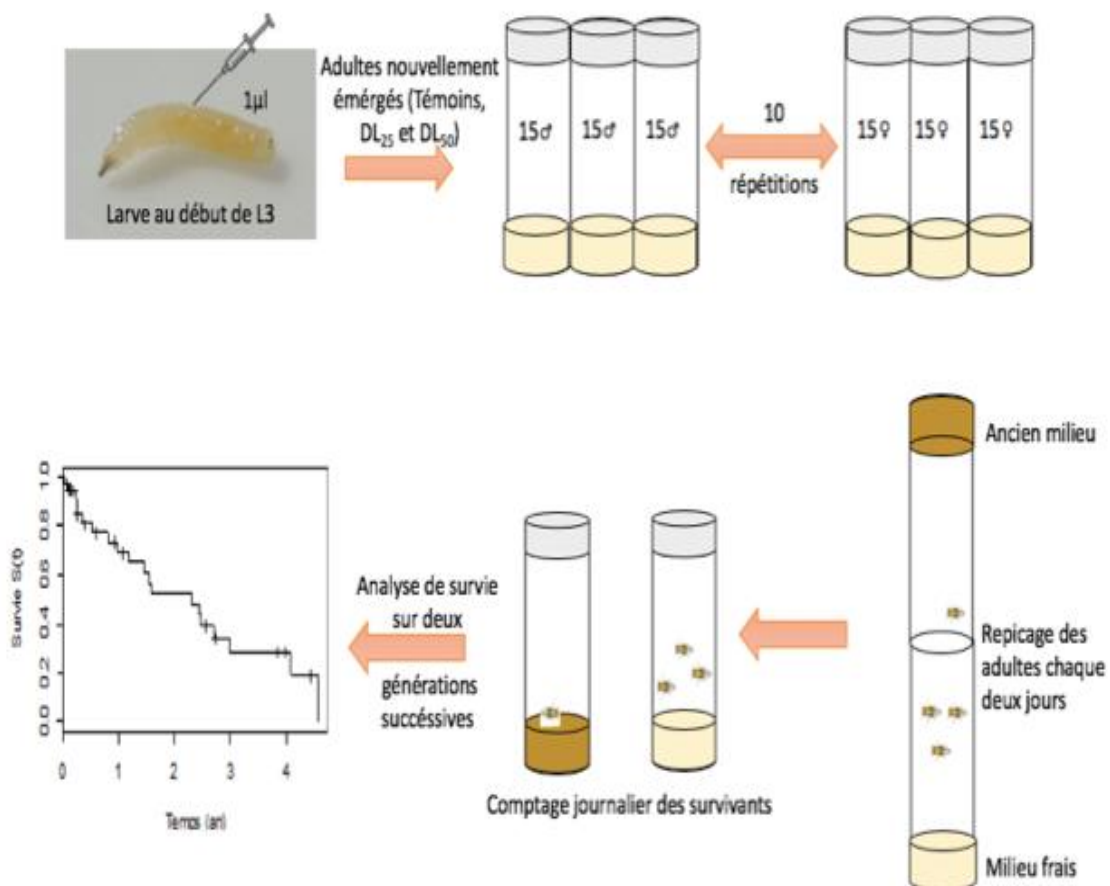 1µl
Larve au début de L3
Adultes nouvellement
émérgés (Témoins,
DL25 et DL50)
15♂ 15♂ 15♂
10
répétitions
15♀ 15♀ 15♀
Ancien milieu
Repicage des
adultes chaque
deux jours
Milieu frais
Comptage journalier des survivants
Analyse de survie
sur deux
générations
succéssives
Survie S(t)
1.0
0.8
0.6
0.4
0.2
0.0
0 1 2 3 4
Temps (an)